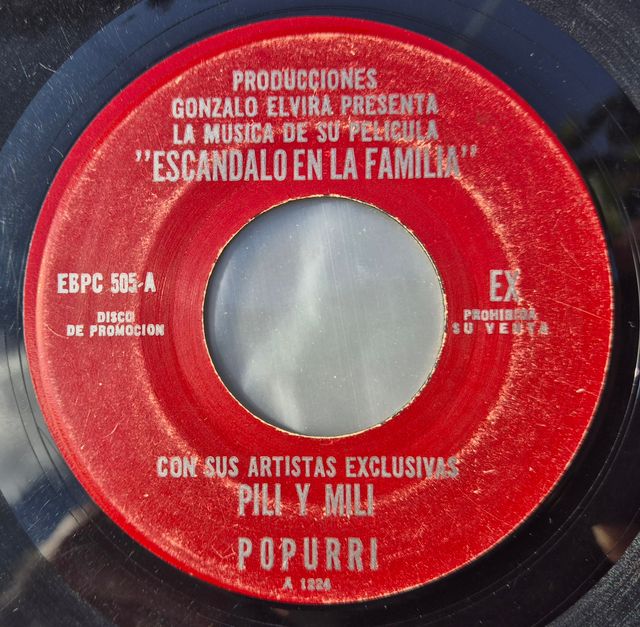 PRODUCCIONES
GONZALO ELVIRA PRESENTA
LA MUSICA DE SU PELICULA
"ESCANDALO EN LA FAMILIA"
EBPC 505-A
DISCO
DE PROMOCION
EX
PROHIBIDA
SU VENTA
CON SUS ARTISTAS EXCLUSIVAS
PILI Y MILI
POPURRI
A 1224